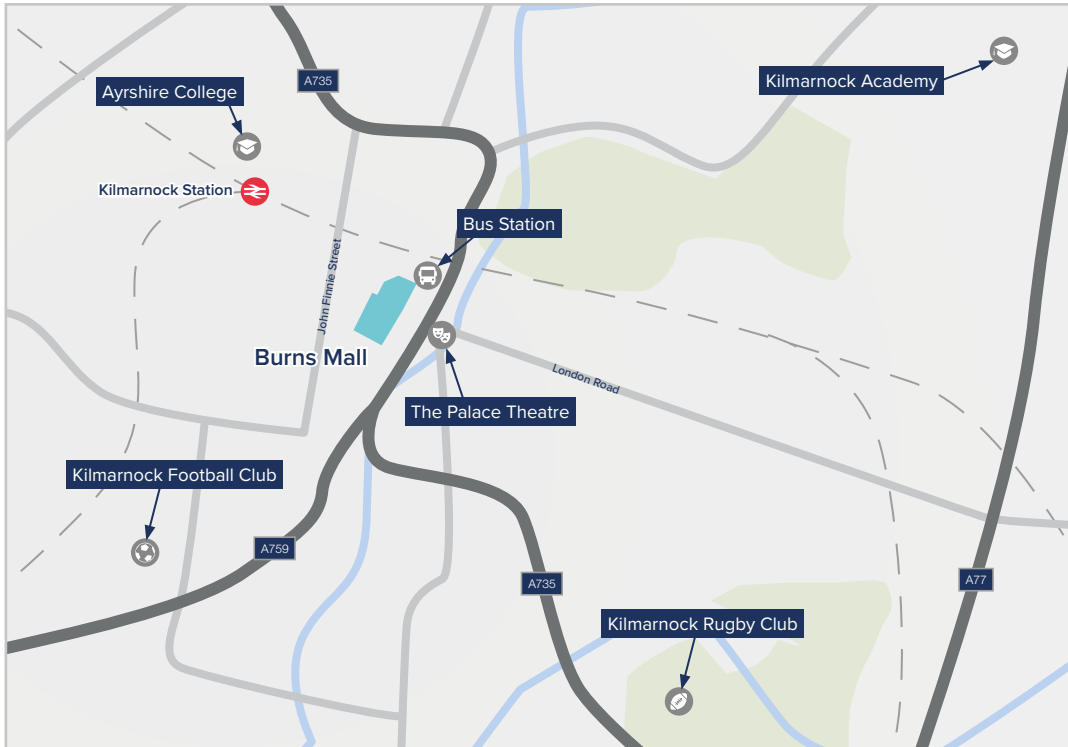 A735
Ayrshire College
Kilmarnock Academy
Kilmarnock Station
Bus Station
John Finnie Street
Burns Mall
London Road
The Palace Theatre
Kilmarnock Football Club
A759
A735
A77
Kilmarnock Rugby Club